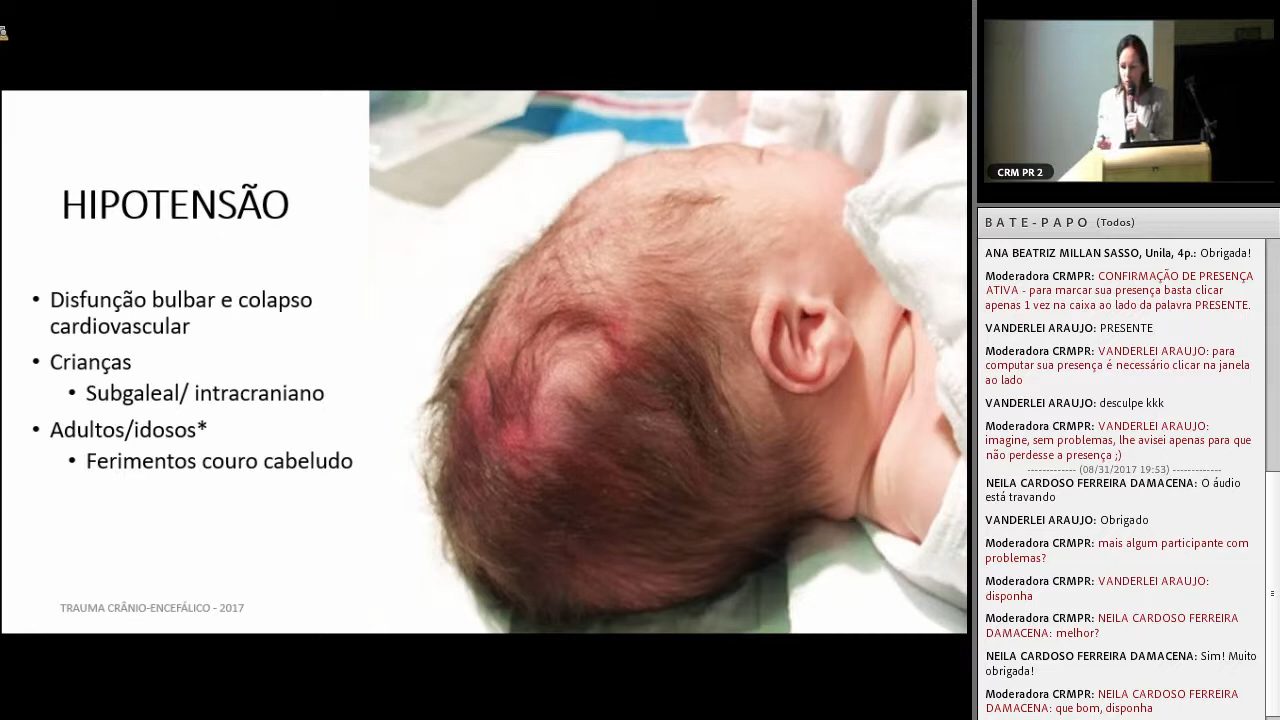 HIPOTENSÃO
• Disfunção bulbar e colapso
cardiovascular
• Crianças
• Subgaleal/ intracraniano
• Adultos/idosos*
• Ferimentos couro cabeludo
TRAUMA CRÂNIO-ENCEFÁLICO - 2017
CRM PR 2
BATE-PAPO (Todos)
ANA BEATRIZ MILLAN SASSO, Unila, 4p.: Obrigada!
Moderadora CRMPR: CONFIRMAÇÃO DE PRESENÇA
ATIVA - para marcar sua presença basta clicar
apenas 1 vez na caixa ao lado da palavra PRESENTE.
VANDERLEI ARAUJO: PRESENTE
Moderadora CRMPR: VANDERLEI ARAUJO: para
computar sua presença é necessário clicar na janela
ao lado
VANDERLEI ARAUJO: desculpe kkk
Moderadora CRMPR: VANDERLEI ARAUJO:
imagine, sem problemas, lhe avisei apenas para que
não perdesse a presença ;)
------------- (08/31/2017 19:53) -------------
NEILA CARDOSO FERREIRA DAMACENA: O áudio
está travando
VANDERLEI ARAUJO: Obrigado
Moderadora CRMPR: mais algum participante com
problemas?
Moderadora CRMPR: VANDERLEI ARAUJO:
disponha
Moderadora CRMPR: NEILA CARDOSO FERREIRA
DAMACENA: melhor?
NEILA CARDOSO FERREIRA DAMACENA: Sim! Muito
obrigada!
Moderadora CRMPR: NEILA CARDOSO FERREIRA
DAMACENA: que bom, disponha